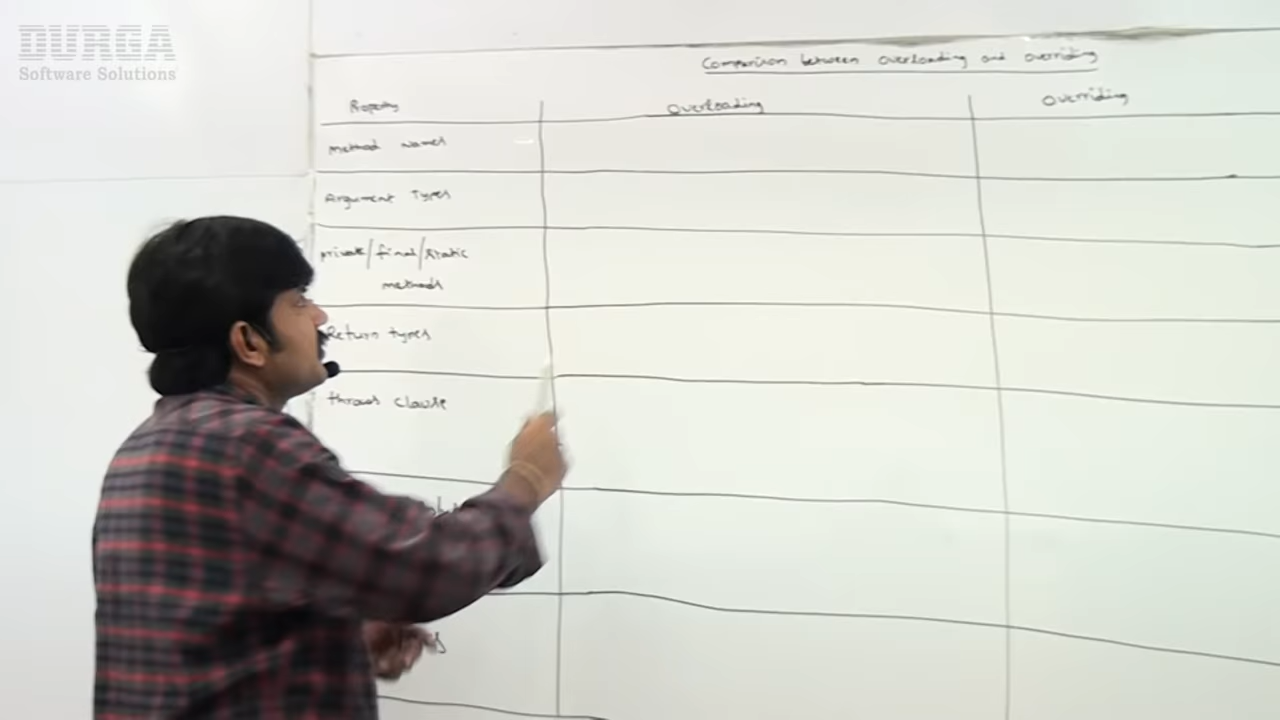 DURGA
Software Solutions
Comparison between overloading and overriding
Property
Overloading
Overriding
Method Names
Argument Types
private/final/static
methods
Return types
throws clause